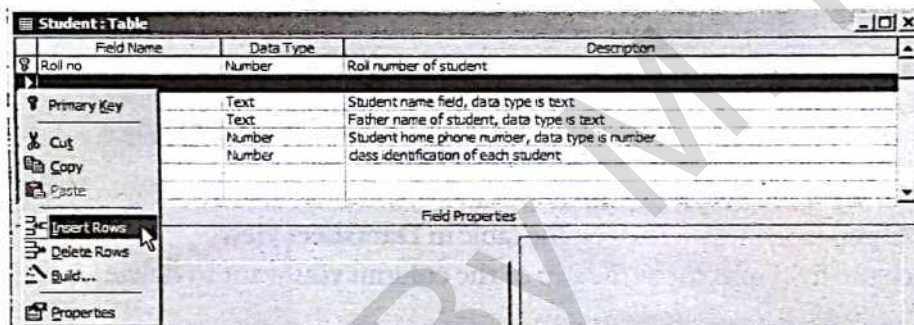 Student : Table
Field Name Data Type Description
Roll no Number Roll number of student
Primary Key Text Student name field, data type is text
Text Father name of student, data type is text
Cut Number Student home phone number, data type is number
Copy Number class identification of each student
Paste
Field Properties
Insert Rows
Delete Rows
Build...
Properties